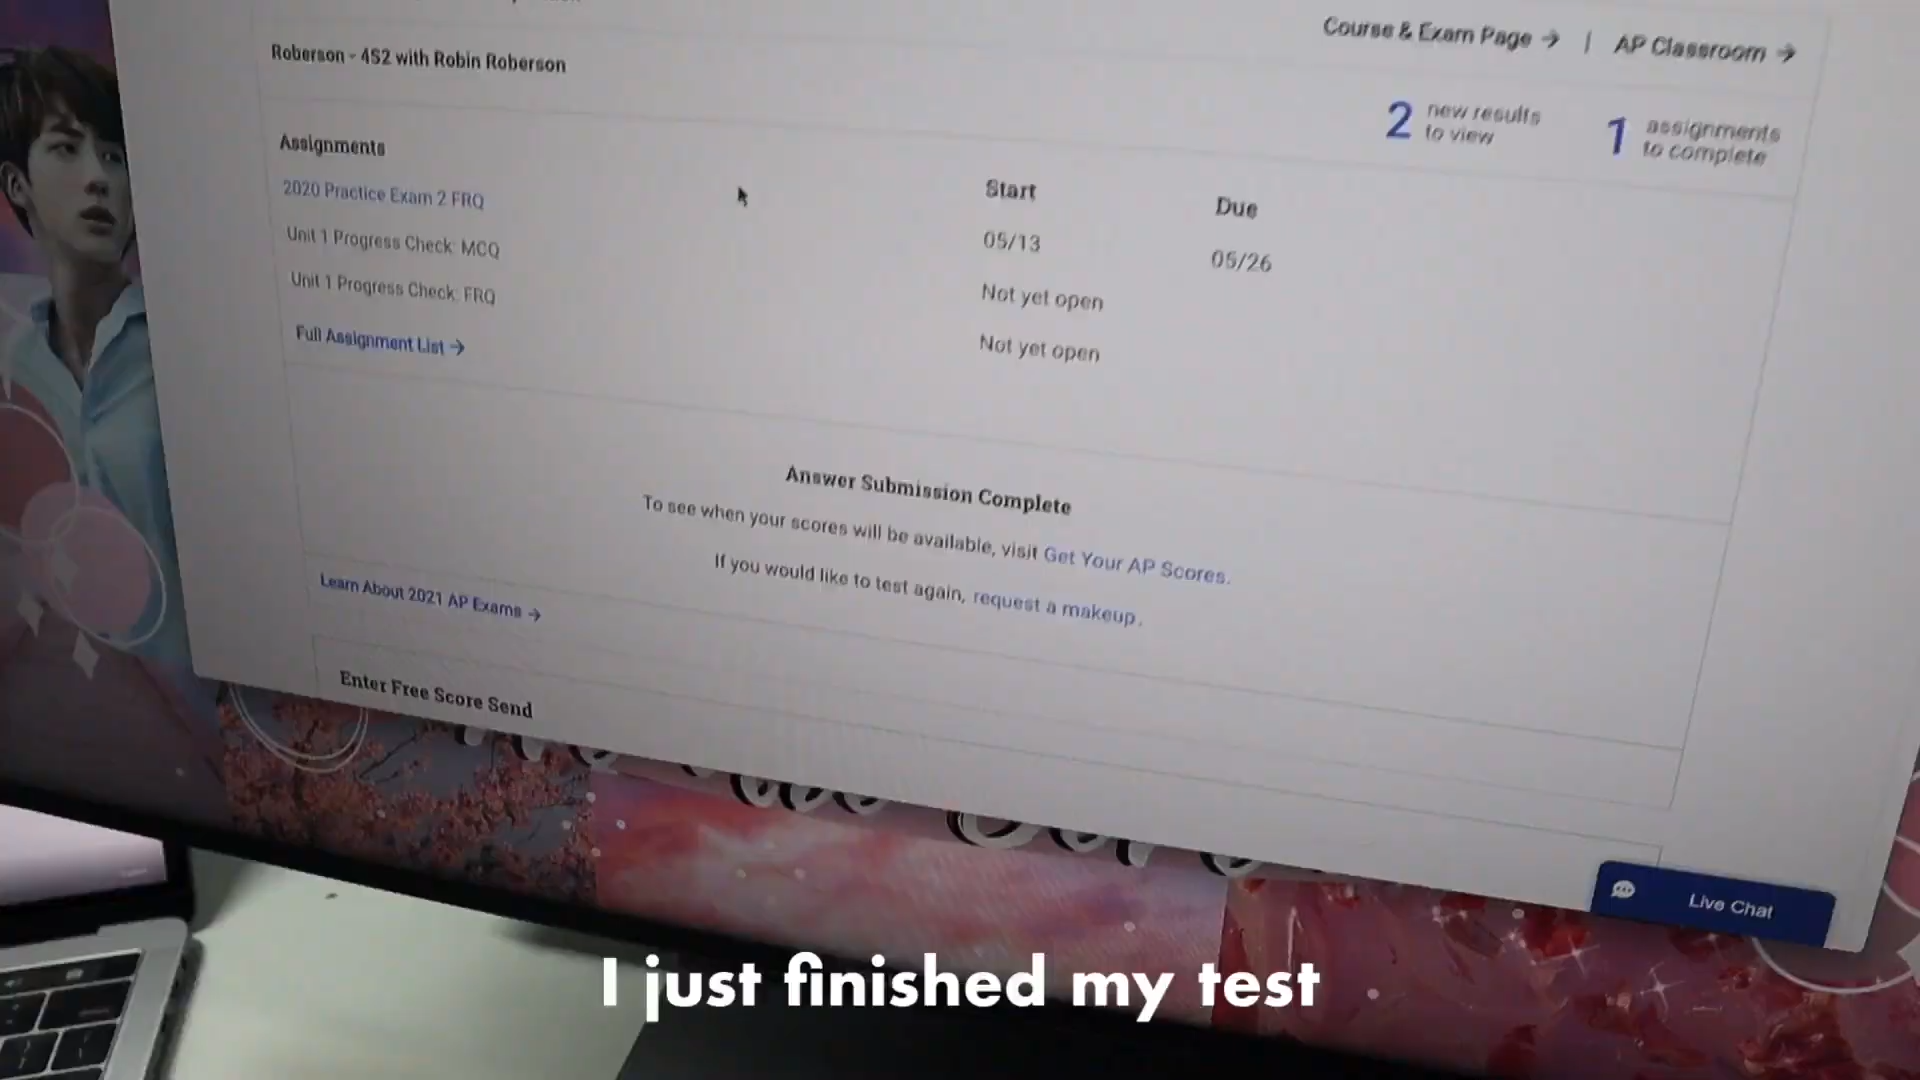 Course & Exam Page → | AP Classroom →
Roberson - 4S2 with Robin Roberson
2 new results to view
1 assignments to complete
Assignments
Start
Due
2020 Practice Exam 2 FRQ
05/13
05/26
Unit 1 Progress Check: MCQ
Not yet open
Unit 1 Progress Check: FRQ
Not yet open
Full Assignment List →
Answer Submission Complete
To see when your scores will be available, visit Get Your AP Scores.
If you would like to test again, request a makeup.
Learn About 2021 AP Exams →
Enter Free Score Send
Live Chat
I just finished my test